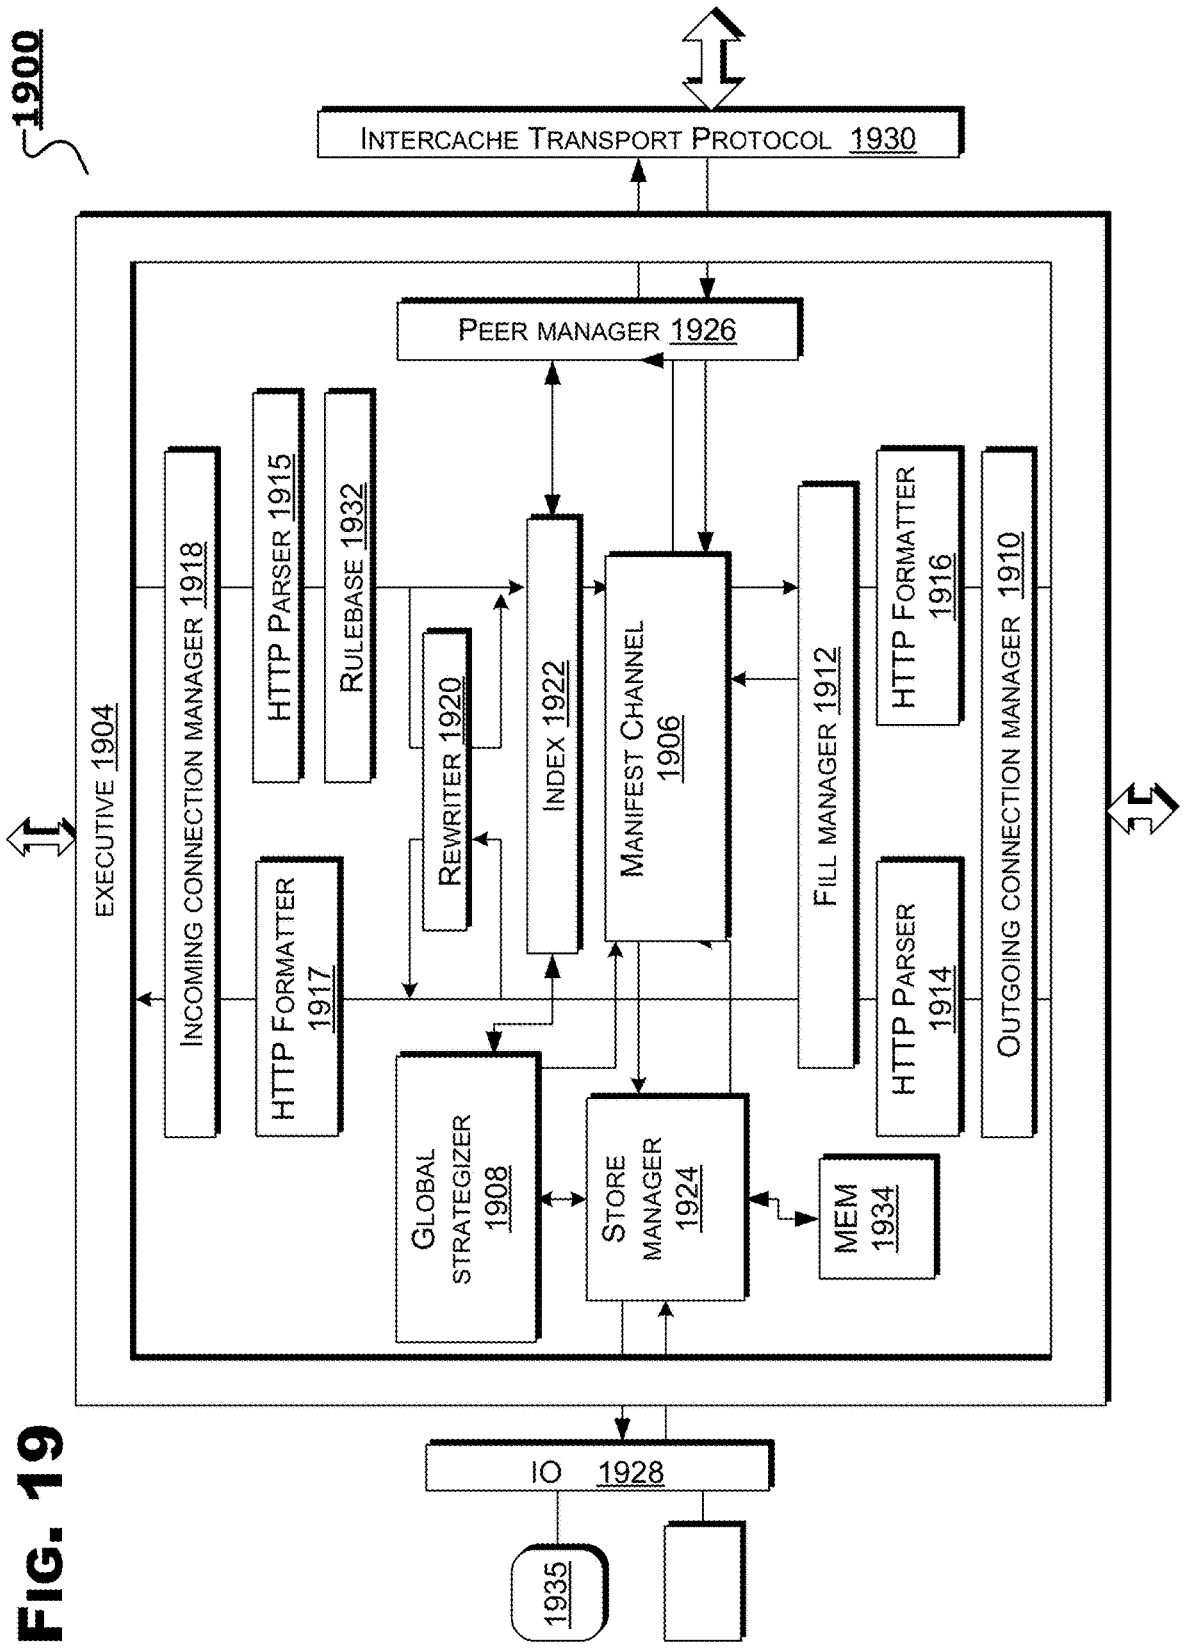 FIG. 19
1900
EXECUTIVE 1904
INCOMING CONNECTION MANAGER 1918
HTTP FORMATTER
1917
HTTP PARSER 1915
RULEBASE 1932
REWRITER 1920
GLOBAL
STRATEGIZER
1908
INDEX 1922
PEER MANAGER 1926
INTERCACHE TRANSPORT PROTOCOL 1930
IO 1928
1935
STORE
MANAGER
1924
MANIFEST CHANNEL
1906
MEM
1934
FILL MANAGER 1912
HTTP PARSER
1914
HTTP FORMATTER
1916
OUTGOING CONNECTION MANAGER 1910